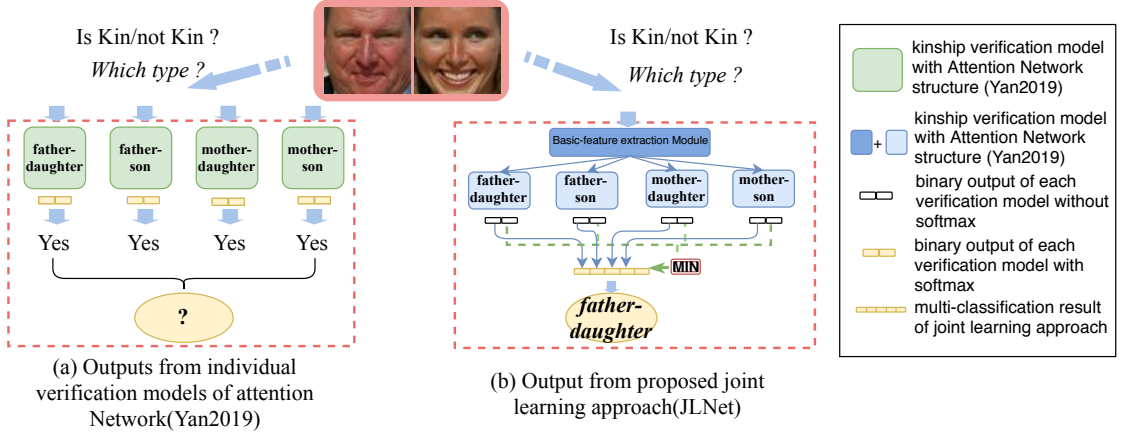 Is Kin/not Kin ?
Which type ?
Is Kin/not Kin ?
Which type ?
father-
daughter
father-
son
mother-
daughter
mother-
son
Yes
Yes
Yes
Yes
?
(a) Outputs from individual
verification models of attention
Network(Yan2019)
Basic-feature extraction Module
father-
daughter
father-
son
mother-
daughter
mother-
son
MIN
father-
daughter
(b) Output from proposed joint
learning approach(JLNet)
kinship verification model
with Attention Network
structure (Yan2019)
+
kinship verification model
with Attention Network
structure (Yan2019)
binary output of each
verification model without
softmax
binary output of each
verification model with
softmax
multi-classification result
of joint learning approach